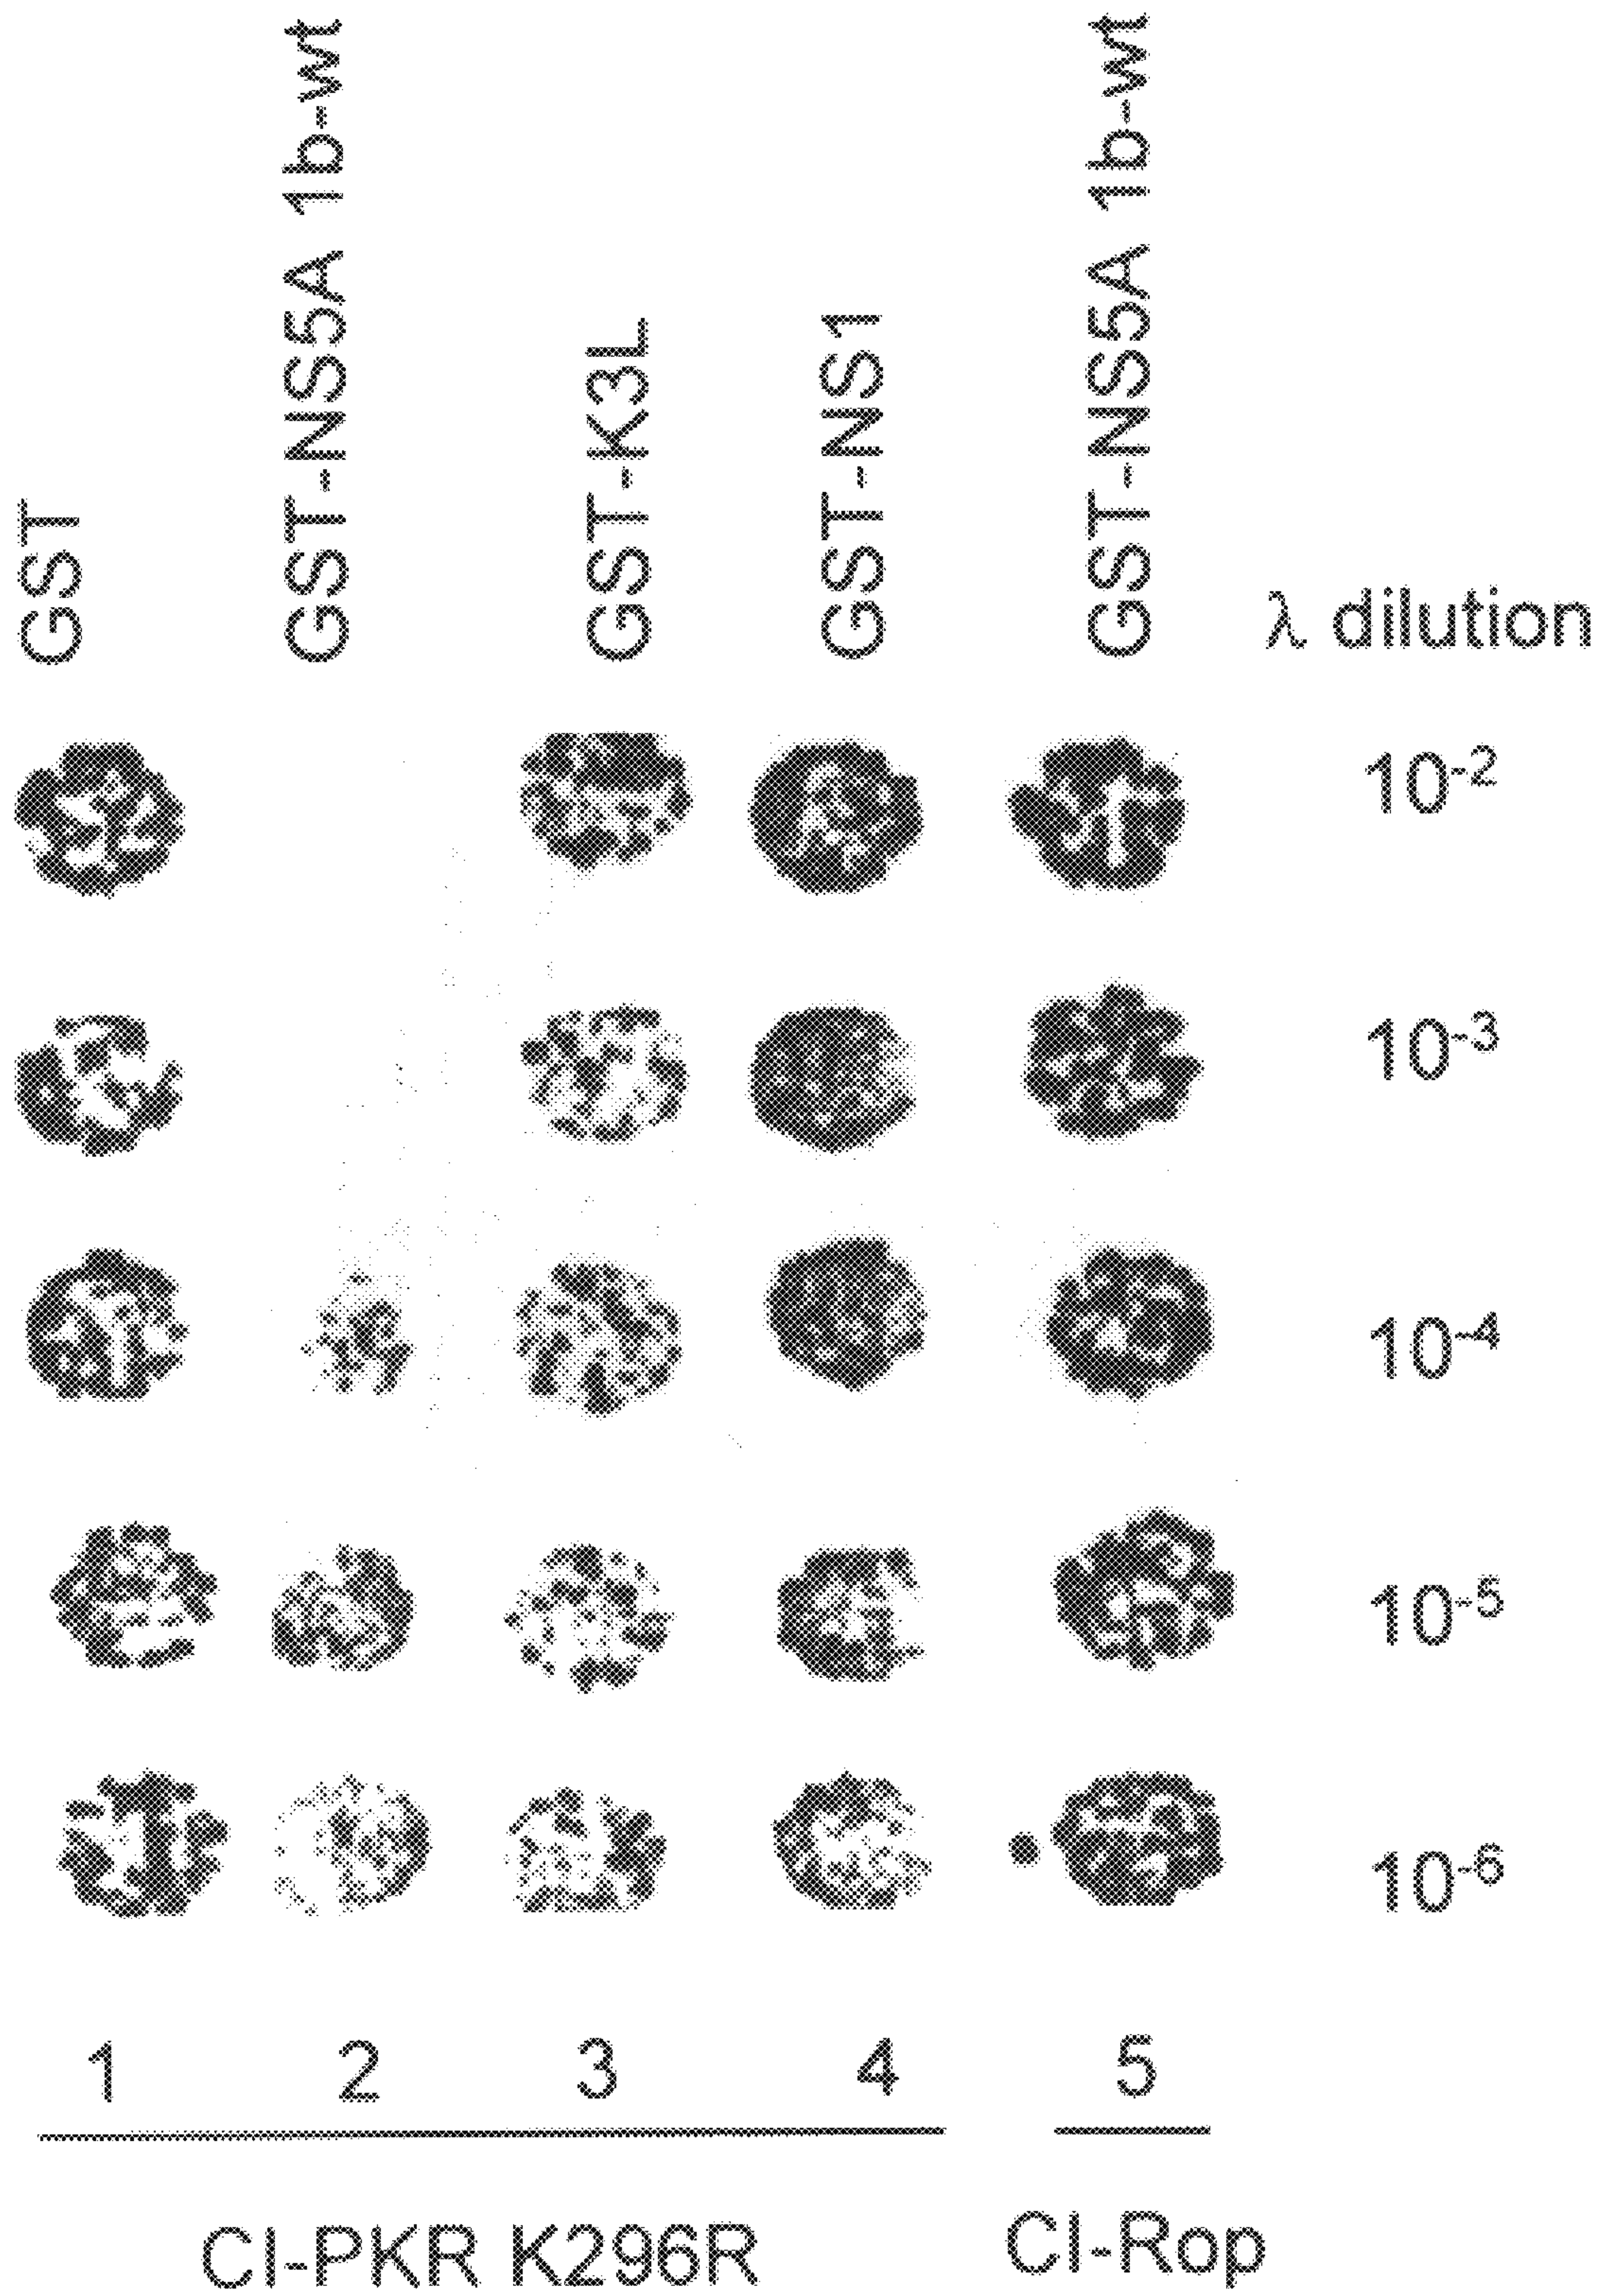 GST
GST-NS5A 1b-wt
GST-K3L
GST-NS1
GST-NS5A 1b-wt
λ dilution
10-2
10-3
10-4
10-5
10-6
1 2 3 4 5
CI-PKR K296R CI-Rop